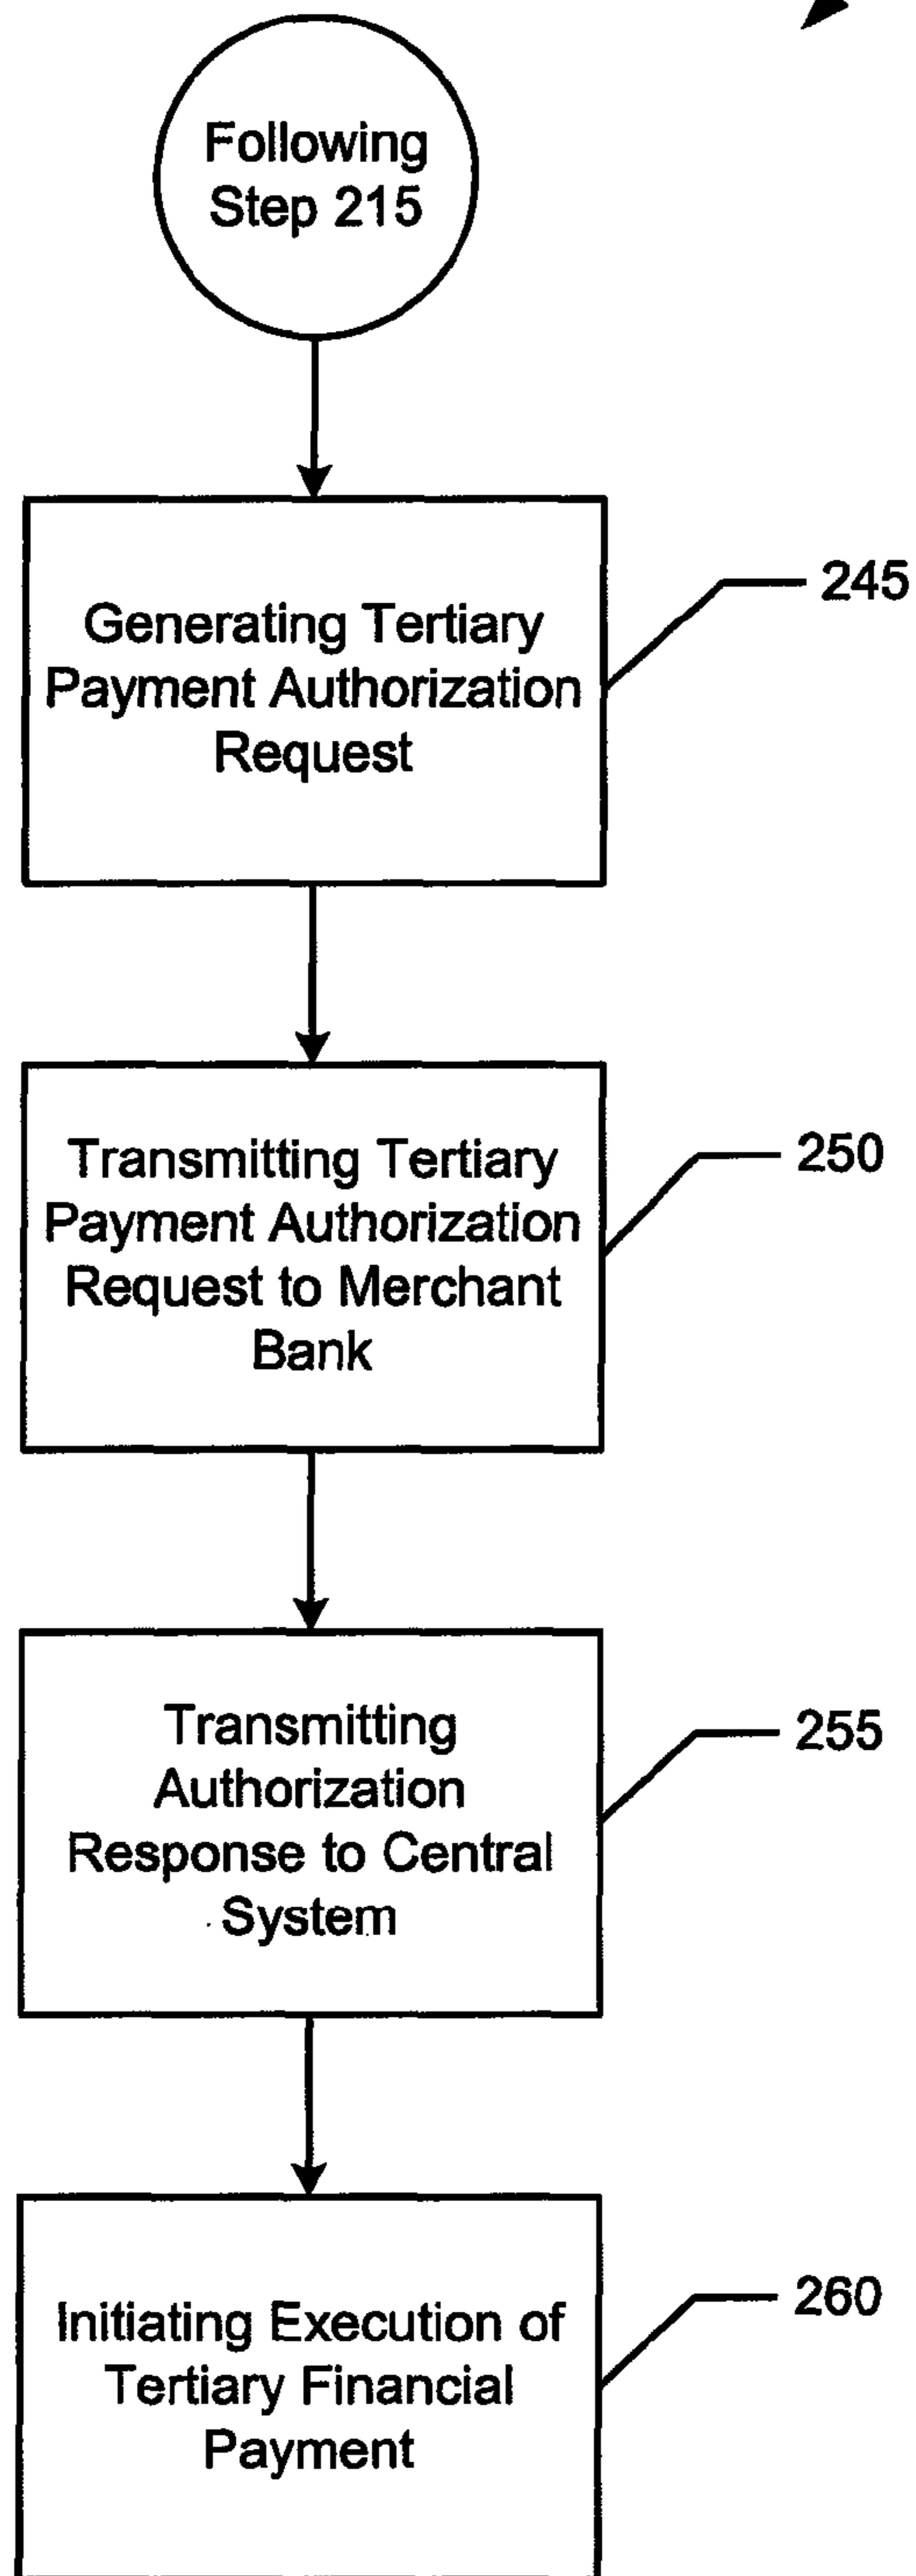 Following
Step 215
245
Generating Tertiary
Payment Authorization
Request
250
Transmitting Tertiary
Payment Authorization
Request to Merchant
Bank
255
Transmitting
Authorization
Response to Central
System
260
Initiating Execution of
Tertiary Financial
Payment